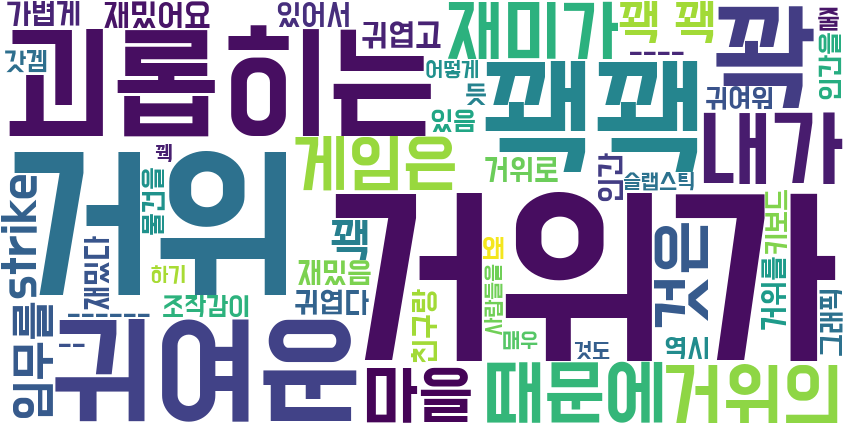 가볍게 재밌어요 있어서 귀엽고 재미가 꽥 꽥 꽉 줄
갓겜 괴롭히는 ---- 어떻게 듯 꽥꽥 귀여워 인간을
있음 내가
꿱 게임은 거위로 인간 슬랩스틱
거위 물건을 꽥 거위가 왜 것은 키보드
strike 재밌다 하기 재밌음 사람들을 거위를
임무를 ------ 조작감이 귀엽다 친구랑 그래픽
-- 귀여운 매우 것도 역시
마을 때문에 거위의